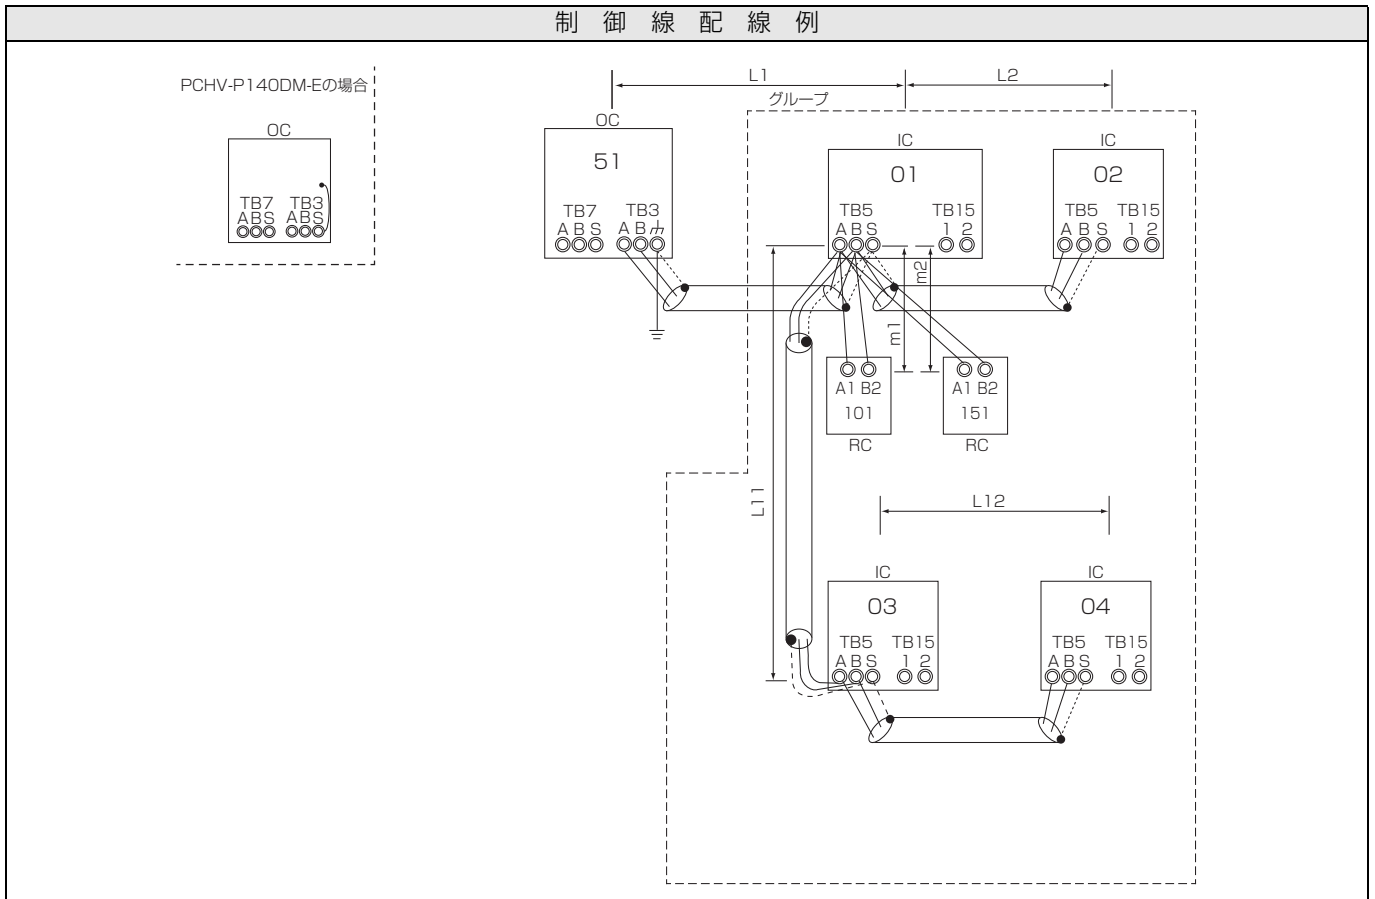 制 御 線 配 線 例
PCHV-P140DM-Eの場合
OC
TB7 TB3
ABS ABS
L1
L2
グループ
OC
51
TB7 TB3
A B S A B
IC
01
TB5 TB15
A B S 1 2
IC
02
TB5 TB15
A B S 1 2
m2
m1
A1 B2
101
RC
A1 B2
151
RC
L11
L12
IC
03
TB5 TB15
A B S 1 2
IC
04
TB5 TB15
A B S 1 2